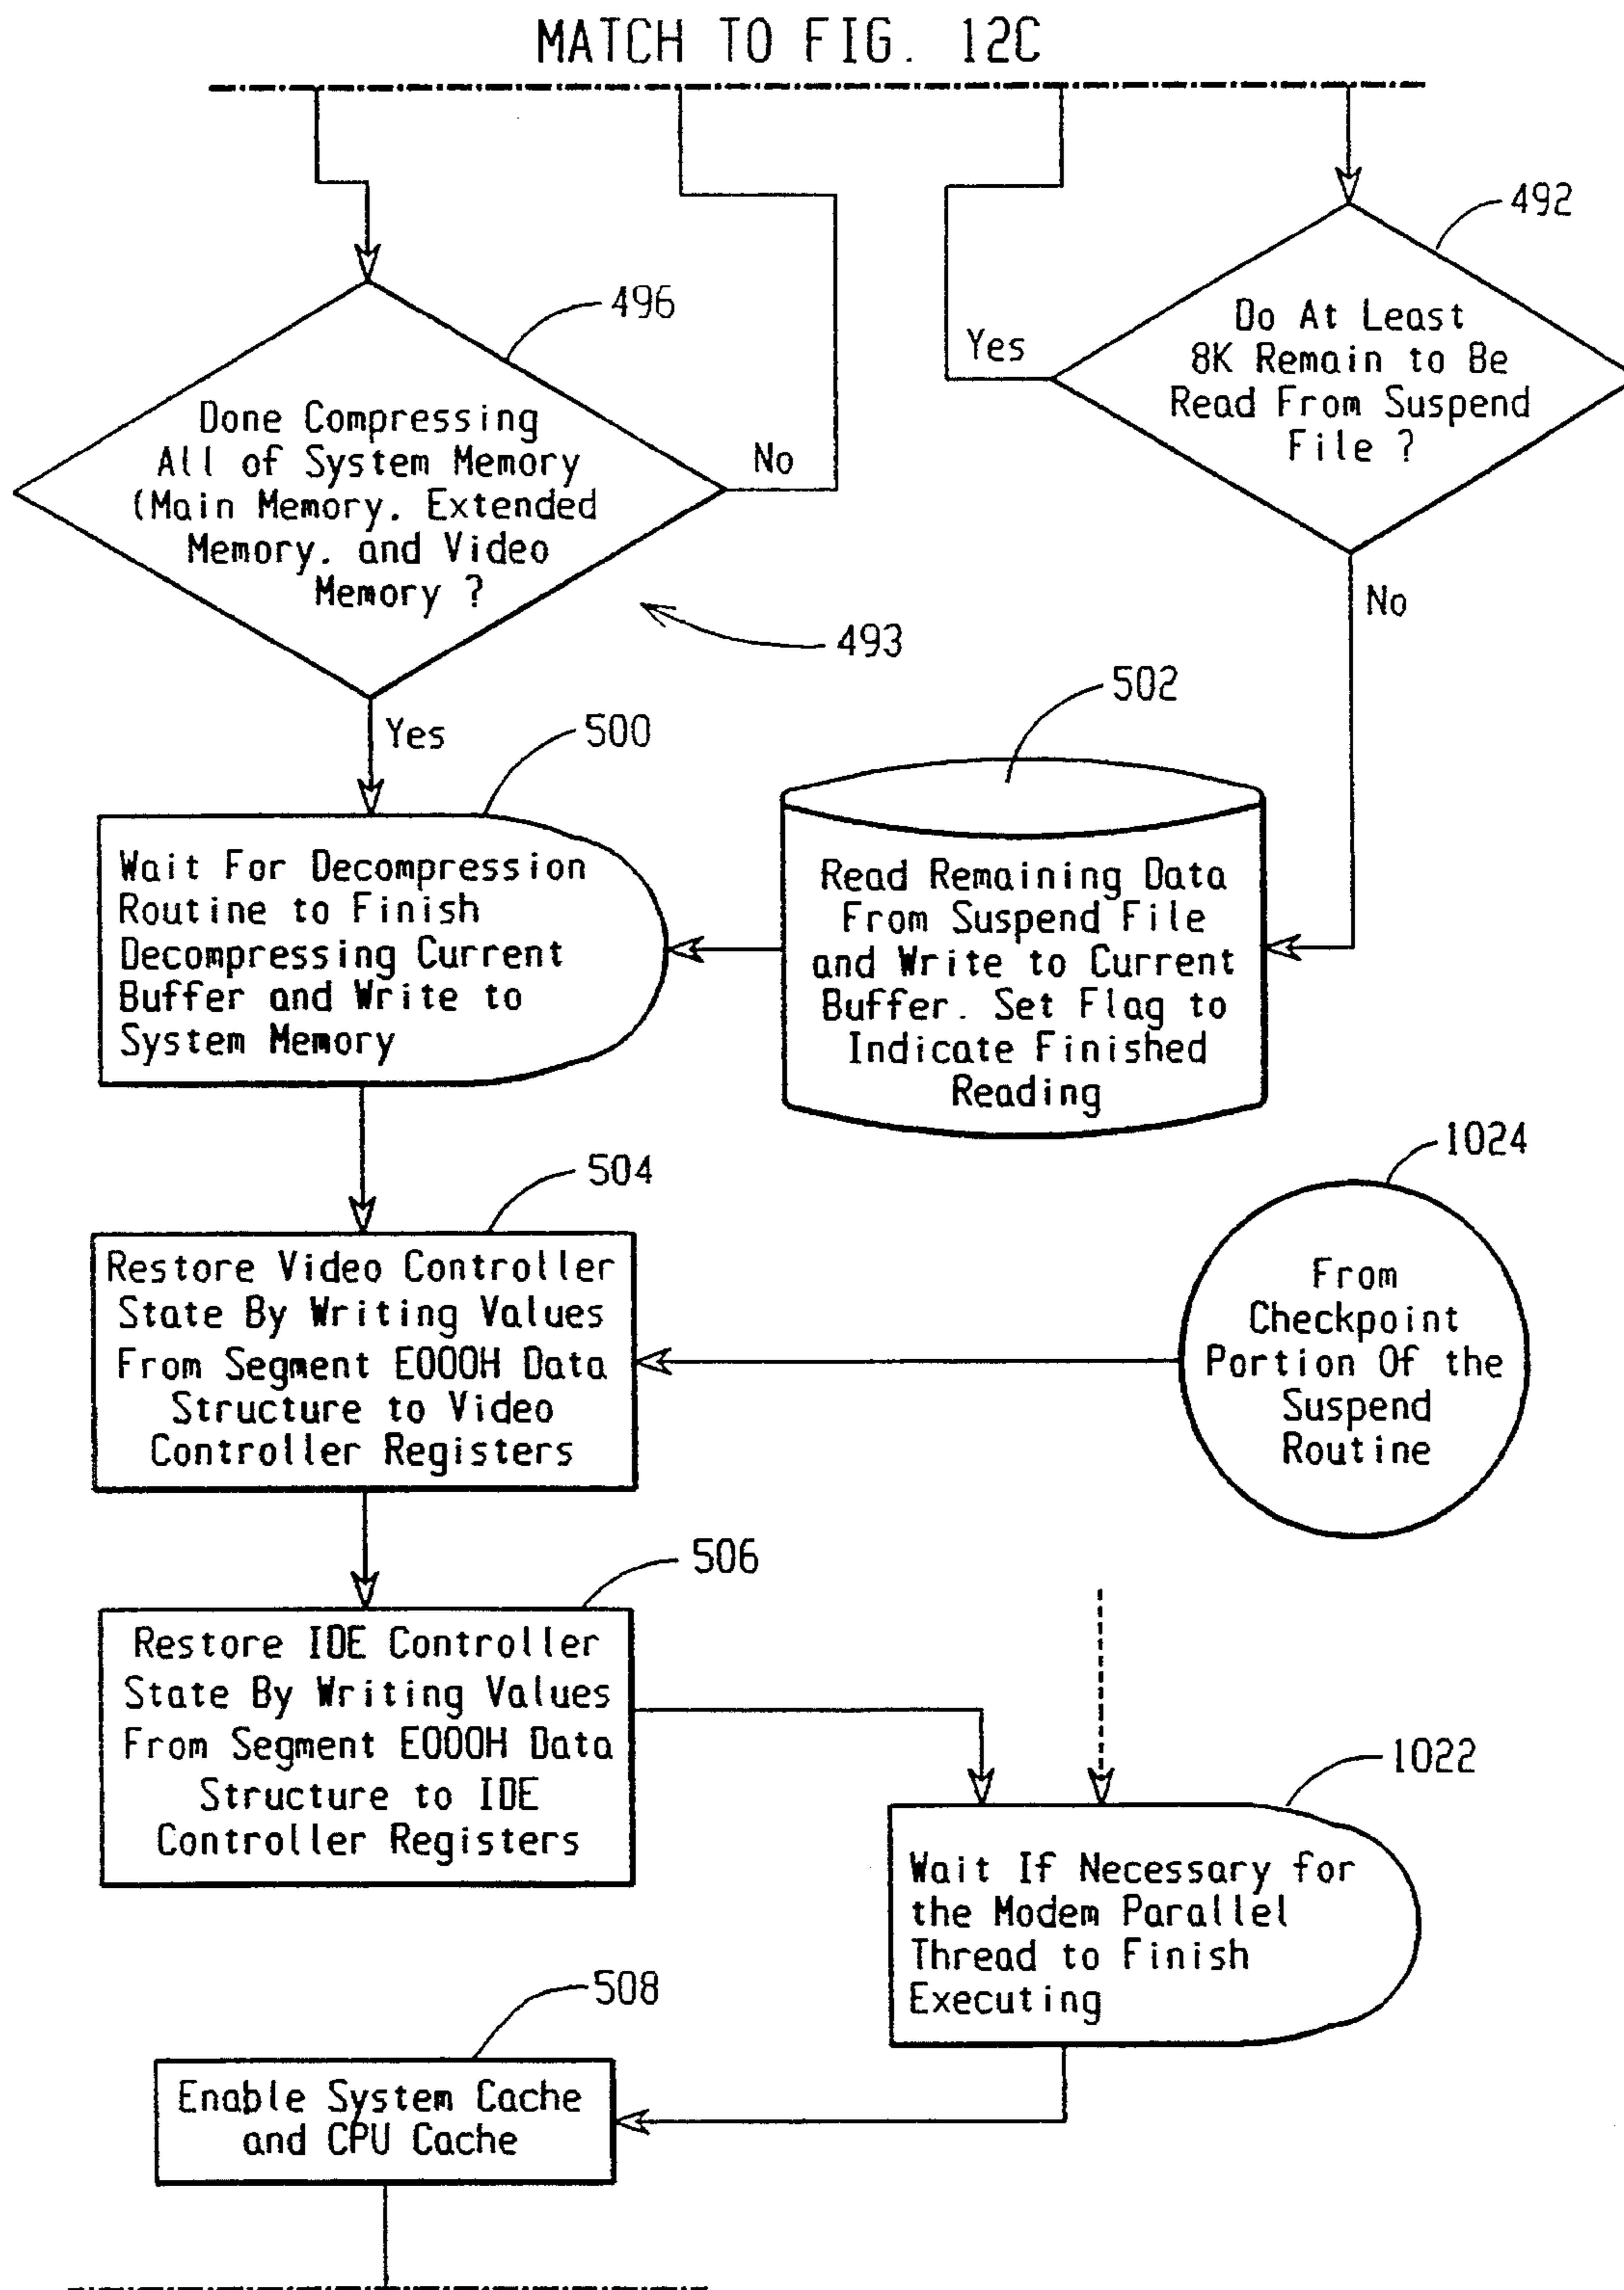 MATCH TO FIG. 12C
492
Do At Least
8K Remain to Be
Read From Suspend
File ?
Yes
No
496
Done Compressing
All of System Memory
(Main Memory. Extended
Memory. and Video
Memory ?
No
493
Yes
500
Wait For Decompression
Routine to Finish
Decompressing Current
Buffer and Write to
System Memory
502
Read Remaining Data
From Suspend File
and Write to Current
Buffer. Set Flag to
Indicate Finished
Reading
504
Restore Video Controller
State By Writing Values
From Segment E000H Data
Structure to Video
Controller Registers
1024
From
Checkpoint
Portion Of the
Suspend
Routine
506
Restore IDE Controller
State By Writing Values
From Segment E000H Data
Structure to IDE
Controller Registers
1022
Wait If Necessary for
the Modem Parallel
Thread to Finish
Executing
508
Enable System Cache
and CPU Cache